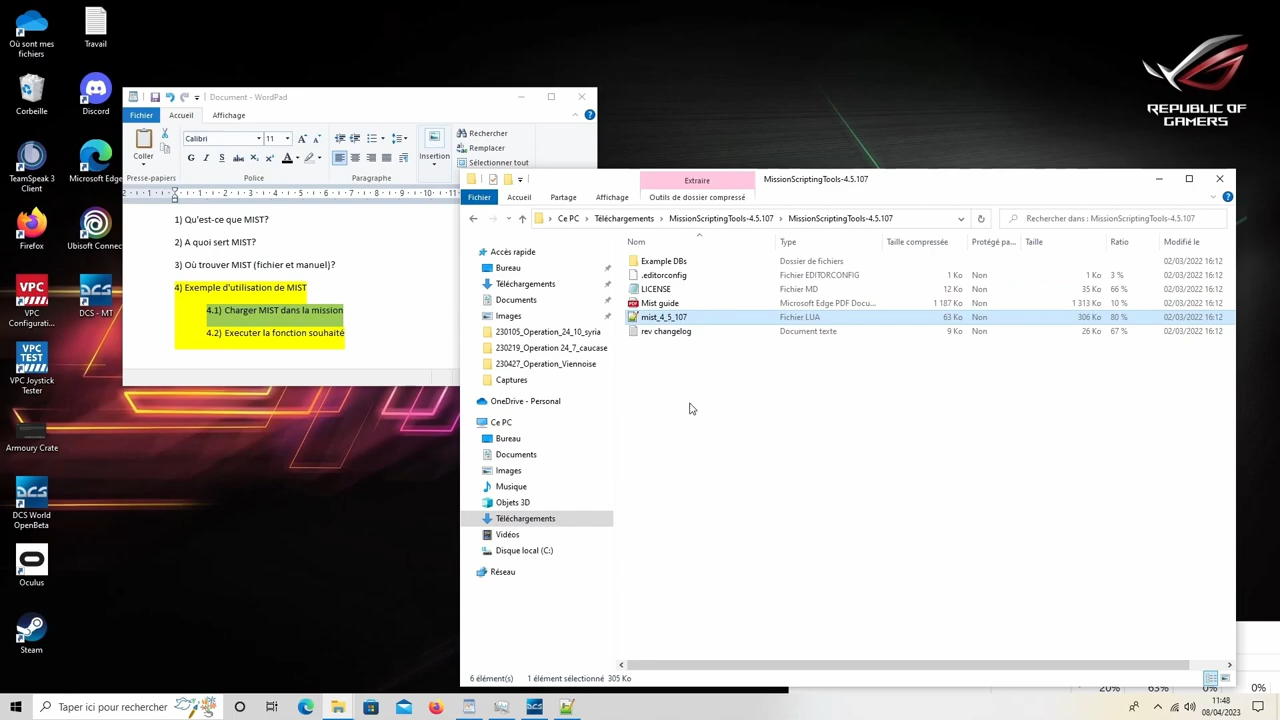 Où sont mes
fichiers
Travail
Corbeille
Discord
TeamSpeak 3
Client
Microsoft Edge
Firefox
Ubisoft Connect
VPC
Configurati...
DCS - MT
VPC Joystick
Tester
Armoury Crate
DCS World
OpenBeta
Oculus
Steam
REPUBLIC OF
GAMERS
Document - WordPad
Fichier
Accueil
Affichage
Coller
Calibri
11
Insertion
Rechercher
Remplacer
Sélectionner tout
Presse-papiers
Police
Paragraphe
1) Qu'est-ce que MIST?
2) A quoi sert MIST?
3) Où trouver MIST (fichier et manuel)?
4) Exemple d'utilisation de MIST
4.1) Charger MIST dans la mission
4.2) Executer la fonction souhaité
Extraire
MissionScriptingTools-4.5.107
Fichier
Accueil
Partage
Affichage
Outils de dossier compressé
Ce PC
Téléchargements
MissionScriptingTools-4.5.107
MissionScriptingTools-4.5.107
Rechercher dans : MissionScriptingTools-4.5.107
Accès rapide
Bureau
Téléchargements
Documents
Images
230105_Operation_24_10_syria
230219_Operation 24_7_caucase
230427_Operation_Viennoise
Captures
OneDrive - Personal
Ce PC
Bureau
Documents
Images
Musique
Objets 3D
Téléchargements
Vidéos
Disque local (C:)
Réseau
Nom Type Taille compressée Protégé pa... Taille Ratio Modifié le
Example DBs Dossier de fichiers 02/03/2022 16:12
.editorconfig Fichier EDITORCONFIG 1 Ko Non 1 Ko 3 % 02/03/2022 16:12
LICENSE Fichier MD 12 Ko Non 35 Ko 66 % 02/03/2022 16:12
Mist guide Microsoft Edge PDF Docu... 1 187 Ko Non 1 313 Ko 10 % 02/03/2022 16:12
mist_4_5_107 Fichier LUA 63 Ko Non 306 Ko 80 % 02/03/2022 16:12
rev changelog Document texte 9 Ko Non 26 Ko 67 % 02/03/2022 16:12
6 élément(s) 1 élément sélectionné 305 Ko
20% 63% 0% 0%
Taper ici pour rechercher
11:48
08/04/2023